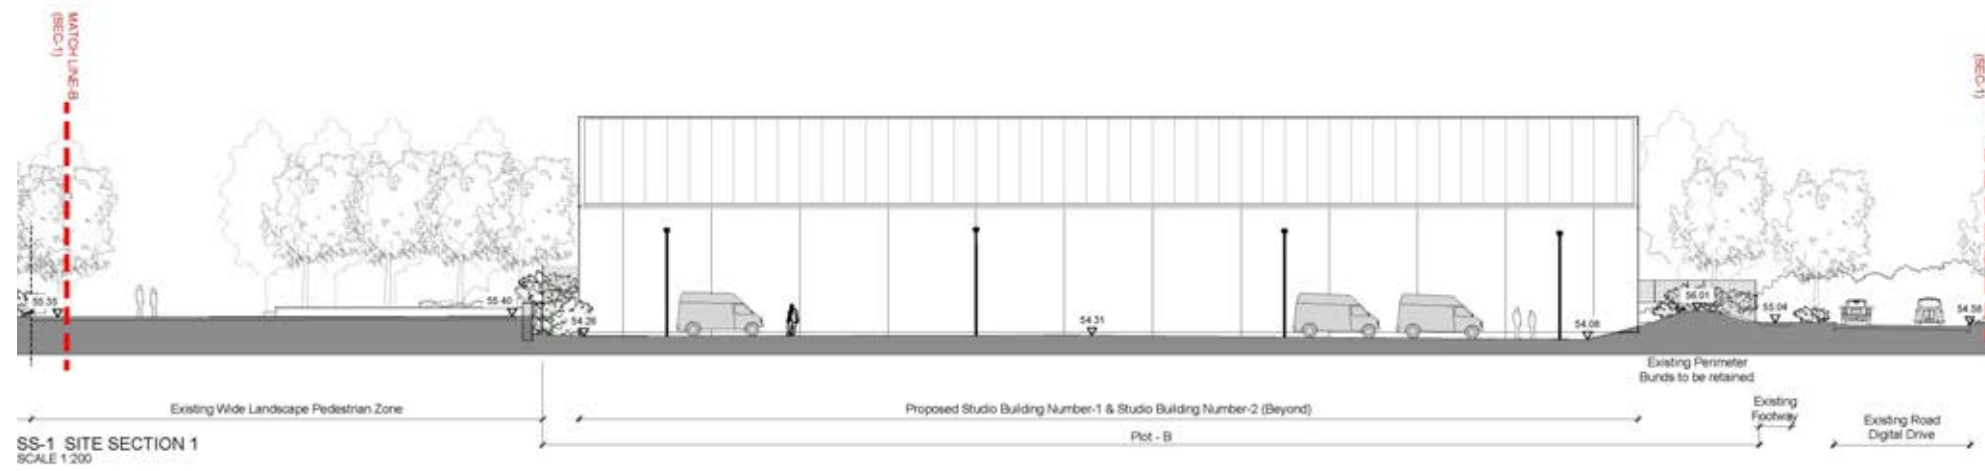 MATCH LINE-B
(SEC-1)
(SEC-1)
55.35
55.40
54.26
54.31
54.08
56.01
55.04
54.58
Existing Perimeter
Bunds to be retained
Existing Wide Landscape Pedestrian Zone
Proposed Studio Building Number-1 & Studio Building Number-2 (Beyond)
Existing
Footway
Existing Road
Digital Drive
Plot - B
SS-1 SITE SECTION 1
SCALE 1:200